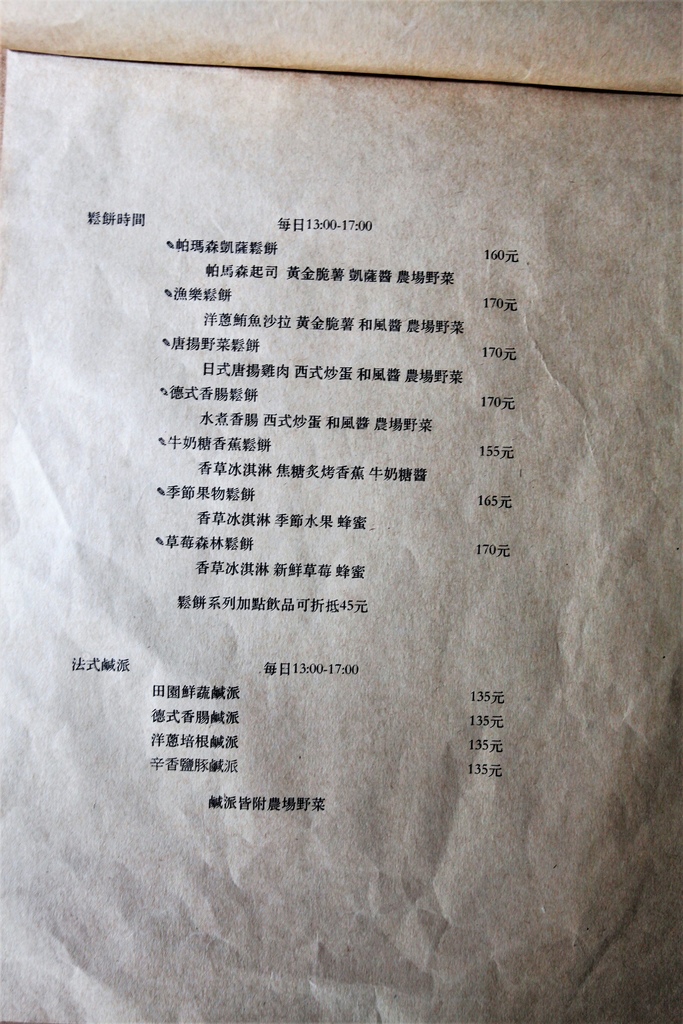 鬆餅時間 每日13:00-17:00
✎帕瑪森凱薩鬆餅 160元
帕馬森起司 黃金脆薯 凱薩醬 農場野菜
✎漁樂鬆餅 170元
洋蔥鮪魚沙拉 黃金脆薯 和風醬 農場野菜
✎唐揚野菜鬆餅 170元
日式唐揚雞肉 西式炒蛋 和風醬 農場野菜
✎德式香腸鬆餅 170元
水煮香腸 西式炒蛋 和風醬 農場野菜
✎牛奶糖香蕉鬆餅 155元
香草冰淇淋 焦糖炙烤香蕉 牛奶糖醬
✎季節果物鬆餅 165元
香草冰淇淋 季節水果 蜂蜜
✎草莓森林鬆餅 170元
香草冰淇淋 新鮮草莓 蜂蜜
鬆餅系列加點飲品可折抵45元
法式鹹派 每日13:00-17:00
田園鮮蔬鹹派 135元
德式香腸鹹派 135元
洋蔥培根鹹派 135元
辛香鹽豚鹹派 135元
鹹派皆附農場野菜